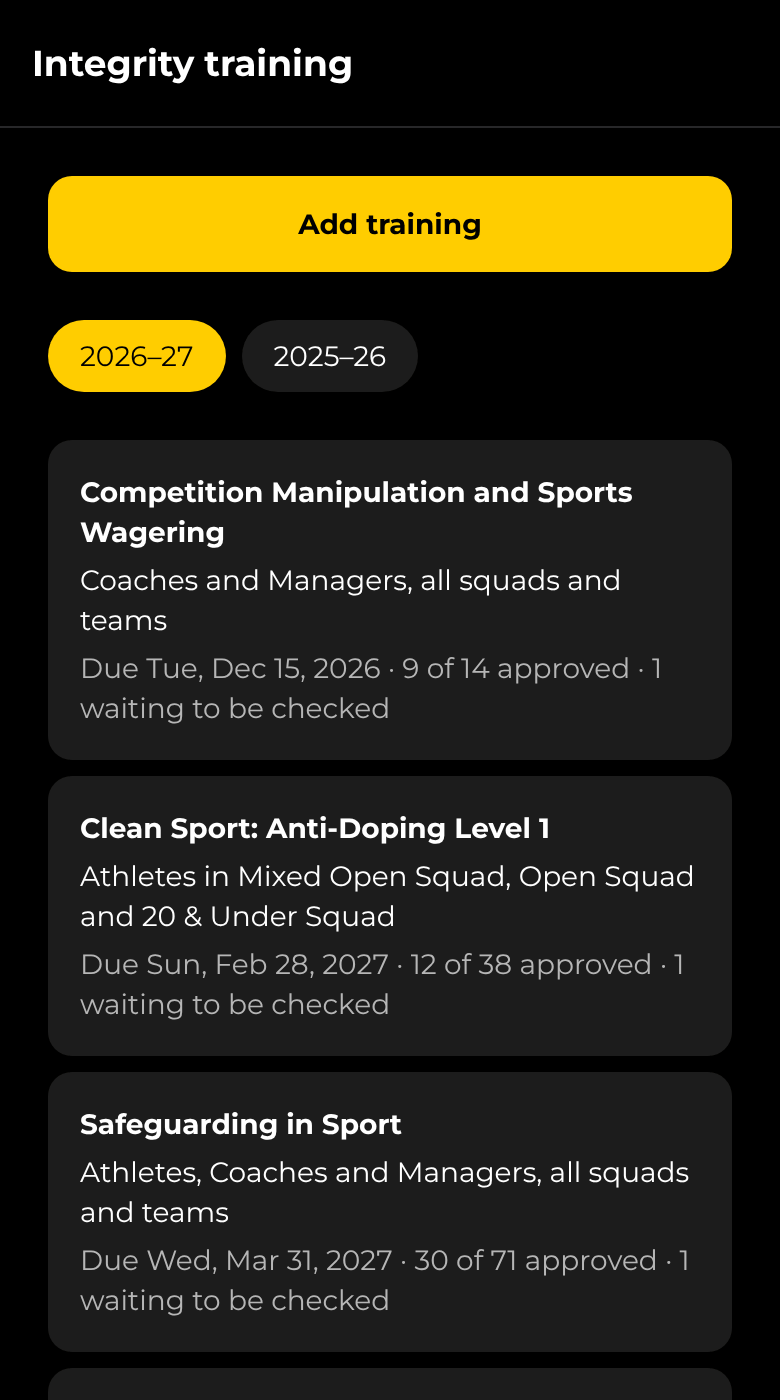 Integrity training
Add training
2026–27
2025–26
Competition Manipulation and Sports
Wagering
Coaches and Managers, all squads and
teams
Due Tue, Dec 15, 2026 · 9 of 14 approved · 1
waiting to be checked
Clean Sport: Anti-Doping Level 1
Athletes in Mixed Open Squad, Open Squad
and 20 & Under Squad
Due Sun, Feb 28, 2027 · 12 of 38 approved · 1
waiting to be checked
Safeguarding in Sport
Athletes, Coaches and Managers, all squads
and teams
Due Wed, Mar 31, 2027 · 30 of 71 approved · 1
waiting to be checked